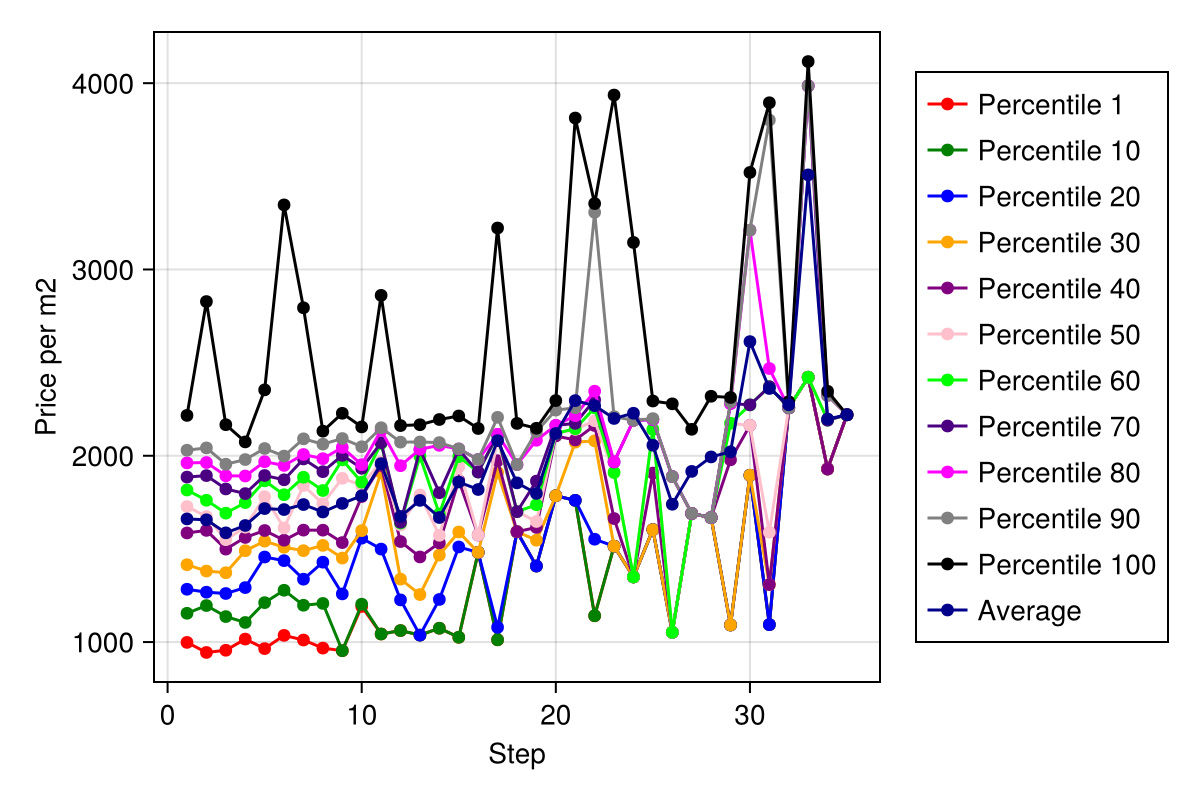 4000
3000
2000
1000
Price per m2
0 10 20 30
Step
Percentile 1
Percentile 10
Percentile 20
Percentile 30
Percentile 40
Percentile 50
Percentile 60
Percentile 70
Percentile 80
Percentile 90
Percentile 100
Average